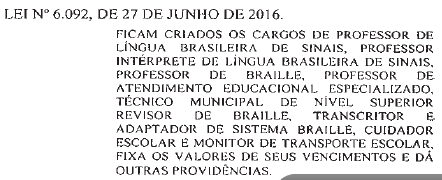 LEI Nº 6.092, DE 27 DE JUNHO DE 2016.
FICAM CRIADOS OS CARGOS DE PROFESSOR DE
LÍNGUA BRASILEIRA DE SINAIS, PROFESSOR
INTÉRPRETE DE LÍNGUA BRASILEIRA DE SINAIS,
PROFESSOR DE BRAILLE, PROFESSOR DE
ATENDIMENTO EDUCACIONAL ESPECIALIZADO,
TÉCNICO MUNICIPAL DE NÍVEL SUPERIOR
REVISOR DE BRAILLE, TRANSCRITOR E
ADAPTADOR DE SISTEMA BRAILLE, CUIDADOR
ESCOLAR E MONITOR DE TRANSPORTE ESCOLAR,
FIXA OS VALORES DE SEUS VENCIMENTOS E DÁ
OUTRAS PROVIDÊNCIAS.